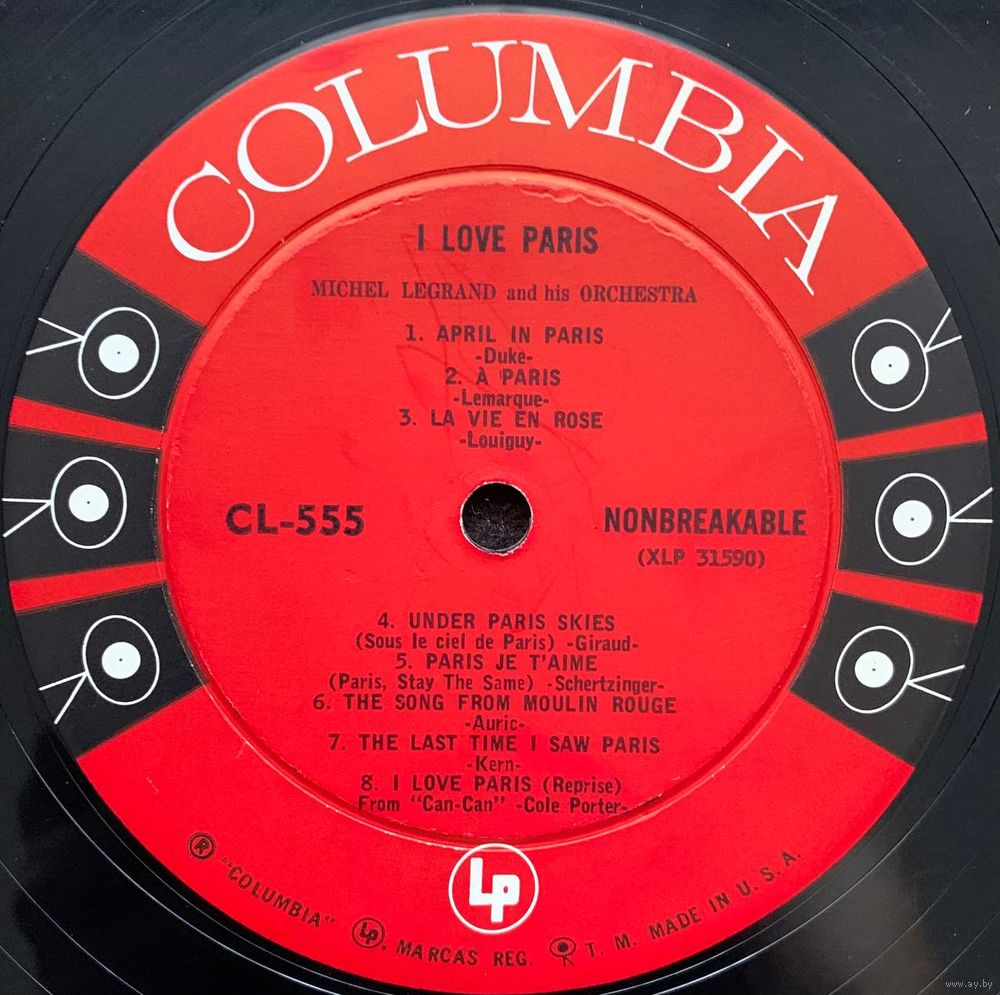 COLUMBIA
I LOVE PARIS
MICHEL LEGRAND and his ORCHESTRA
1. APRIL IN PARIS
-Duke-
2. À PARIS
-Lemarque-
3. LA VIE EN ROSE
-Louiguy-
CL-555
NONBREAKABLE
(XLP 31590)
4. UNDER PARIS SKIES
(Sous le ciel de Paris) -Giraud-
5. PARIS JE T'AIME
(Paris, Stay The Same) -Schertzinger-
6. THE SONG FROM MOULIN ROUGE
-Auric-
7. THE LAST TIME I SAW PARIS
-Kern-
8. I LOVE PARIS (Reprise)
From "Can-Can" -Cole Porter-
Lp
® "COLUMBIA" Lp, MARCAS REG. T. M. MADE IN U. S. A.
www.ay.by